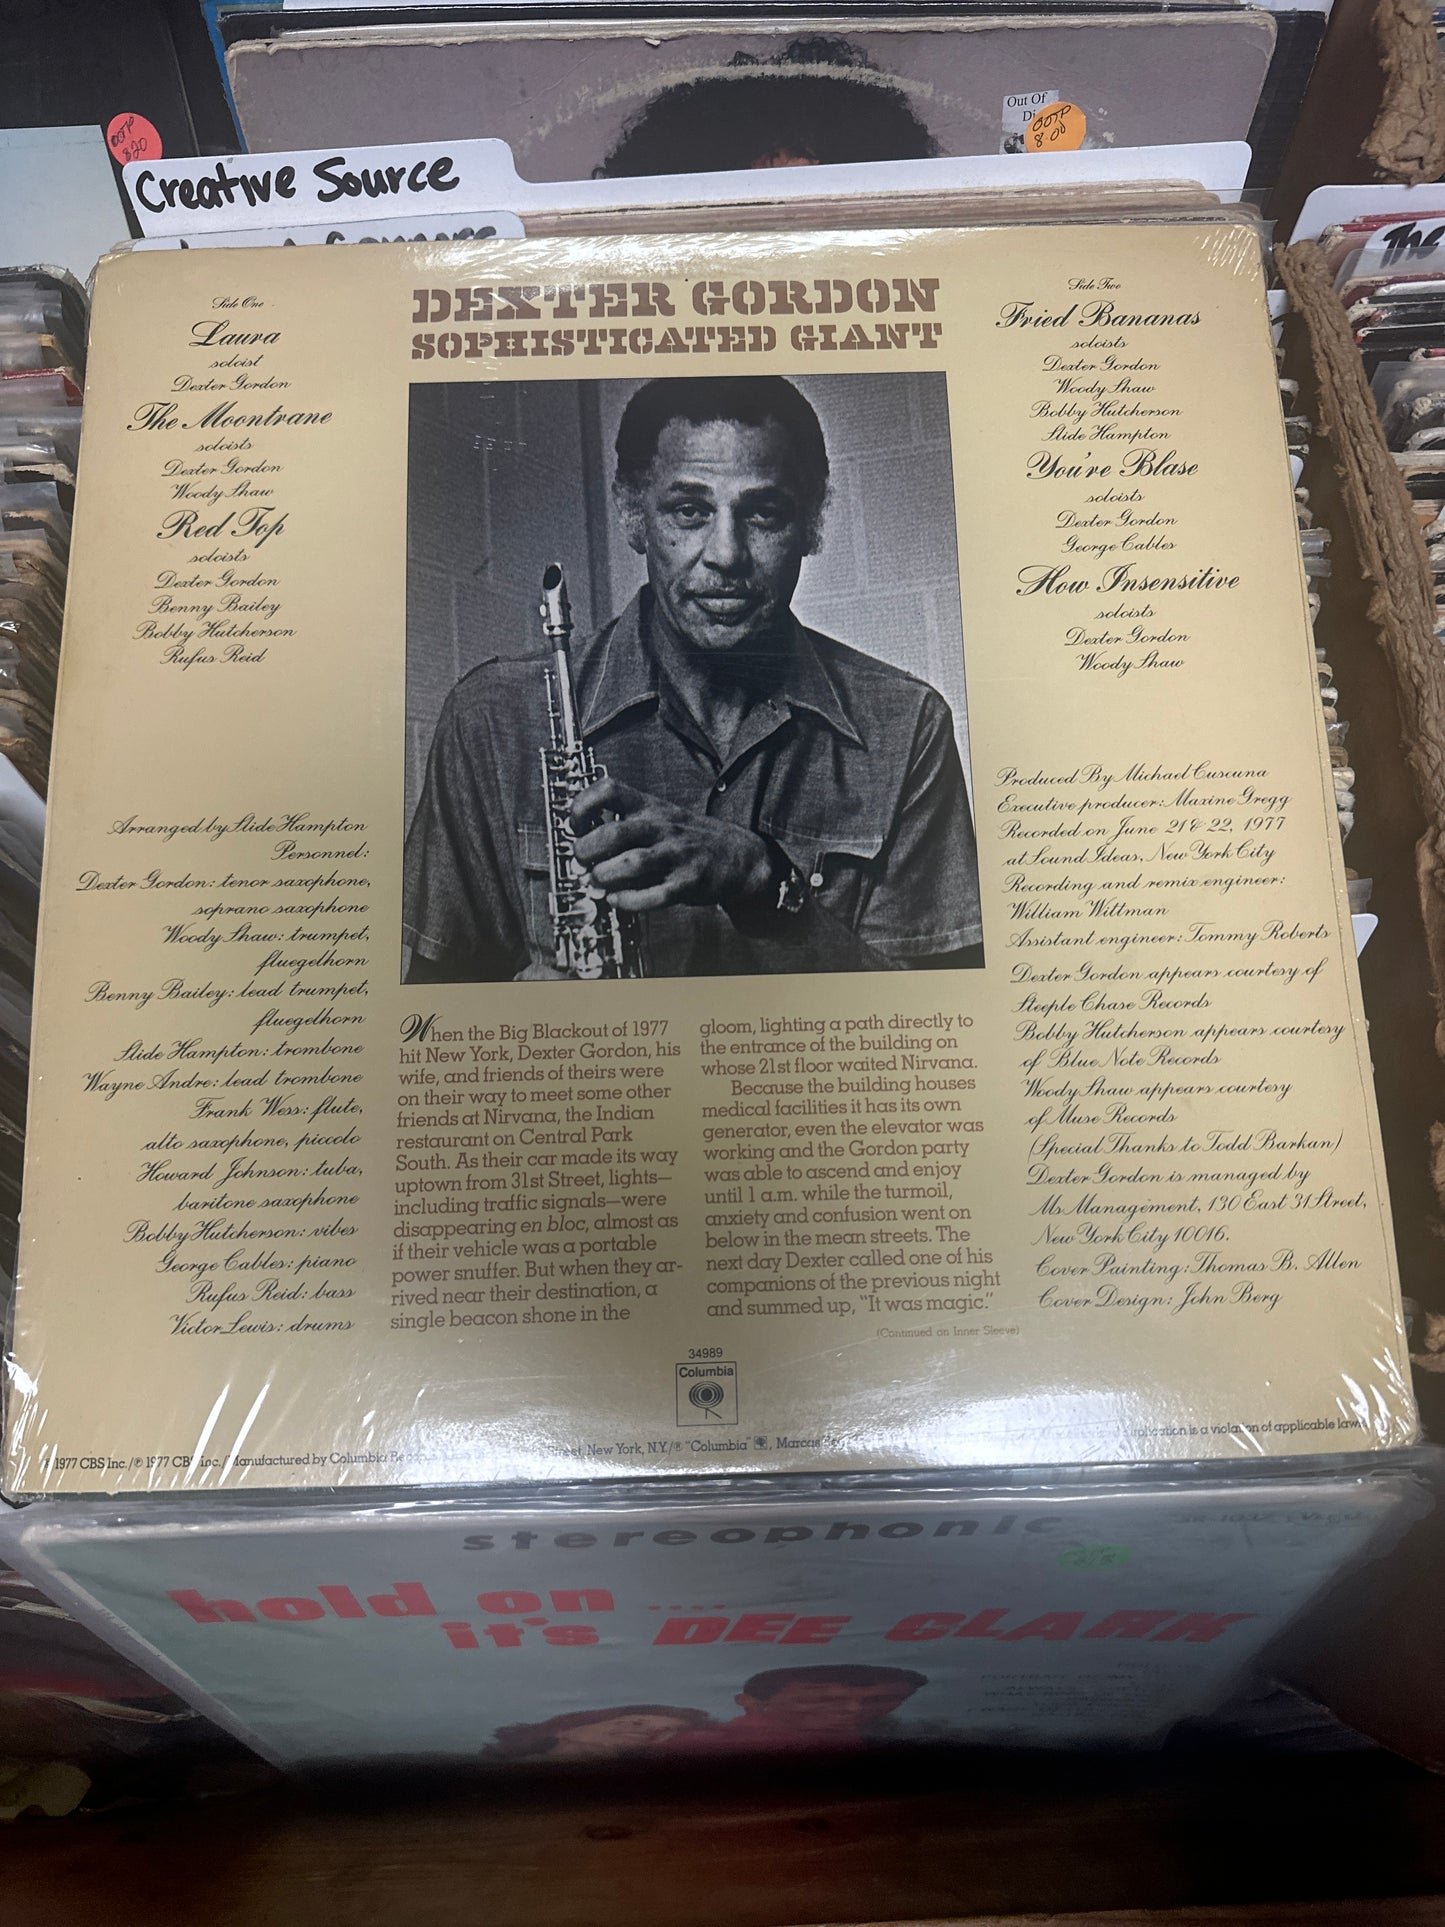 OOTP
8.20
Out Of
OOTP
8.00
Creative Source
The
DEXTER GORDON
SOPHISTICATED GIANT
Side One
Laura
soloist
Dexter Gordon
The Moontrane
soloists
Dexter Gordon
Woody Shaw
Red Top
soloists
Dexter Gordon
Benny Bailey
Bobby Hutcherson
Rufus Reid
Arranged by Slide Hampton
Personnel:
Dexter Gordon: tenor saxophone,
soprano saxophone
Woody Shaw: trumpet,
fluegelhorn
Benny Bailey: lead trumpet,
fluegelhorn
Slide Hampton: trombone
Wayne Andre: lead trombone
Frank Wess: flute,
alto saxophone, piccolo
Howard Johnson: tuba,
baritone saxophone
Bobby Hutcherson: vibes
George Cables: piano
Rufus Reid: bass
Victor Lewis: drums
When the Big Blackout of 1977
hit New York, Dexter Gordon, his
wife, and friends of theirs were
on their way to meet some other
friends at Nirvana, the Indian
restaurant on Central Park
South. As their car made its way
uptown from 31st Street, lights—
including traffic signals—were
disappearing en bloc, almost as
if their vehicle was a portable
power snuffer. But when they ar-
rived near their destination, a
single beacon shone in the
gloom, lighting a path directly to
the entrance of the building on
whose 21st floor waited Nirvana.
Because the building houses
medical facilities it has its own
generator, even the elevator was
working and the Gordon party
was able to ascend and enjoy
until 1 a.m. while the turmoil,
anxiety and confusion went on
below in the mean streets. The
next day Dexter called one of his
companions of the previous night
and summed up, "It was magic."
(Continued on Inner Sleeve)
Side Two
Fried Bananas
soloists
Dexter Gordon
Woody Shaw
Bobby Hutcherson
Slide Hampton
You're Blase
soloists
Dexter Gordon
George Cables
How Insensitive
soloists
Dexter Gordon
Woody Shaw
Produced By Michael Cuscuna
Executive producer: Maxine Gregg
Recorded on June 21 & 22, 1977
at Sound Ideas, New York City
Recording and remix engineer:
William Wittman
Assistant engineer: Tommy Roberts
Dexter Gordon appears courtesy of
Steeple Chase Records
Bobby Hutcherson appears courtesy
of Blue Note Records
Woody Shaw appears courtesy
of Muse Records
(Special Thanks to Todd Barkan)
Dexter Gordon is managed by
Ms. Management, 130 East 31 Street,
New York City 10016.
Cover Painting: Thomas B. Allen
Cover Design: John Berg
34989
Columbia
1977 CBS Inc./℗ 1977 CBS Inc./Manufactured by Columbia New York, N.Y./® "Columbia" , Marcas is a violation of applicable laws
stereophonic
hold on ....
it's DEE CLARK